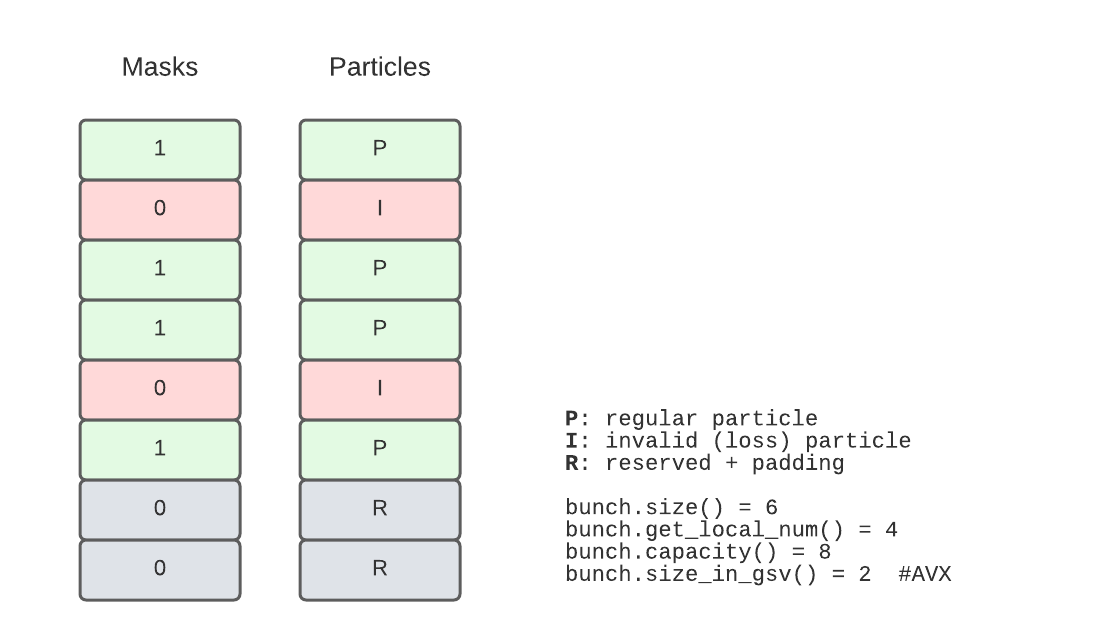 Masks Particles
1 P
0 I
1 P
1 P
0 I
1 P
0 R
0 R
P: regular particle
I: invalid (loss) particle
R: reserved + padding
bunch.size() = 6
bunch.get_local_num() = 4
bunch.capacity() = 8
bunch.size_in_gsv() = 2  #AVX